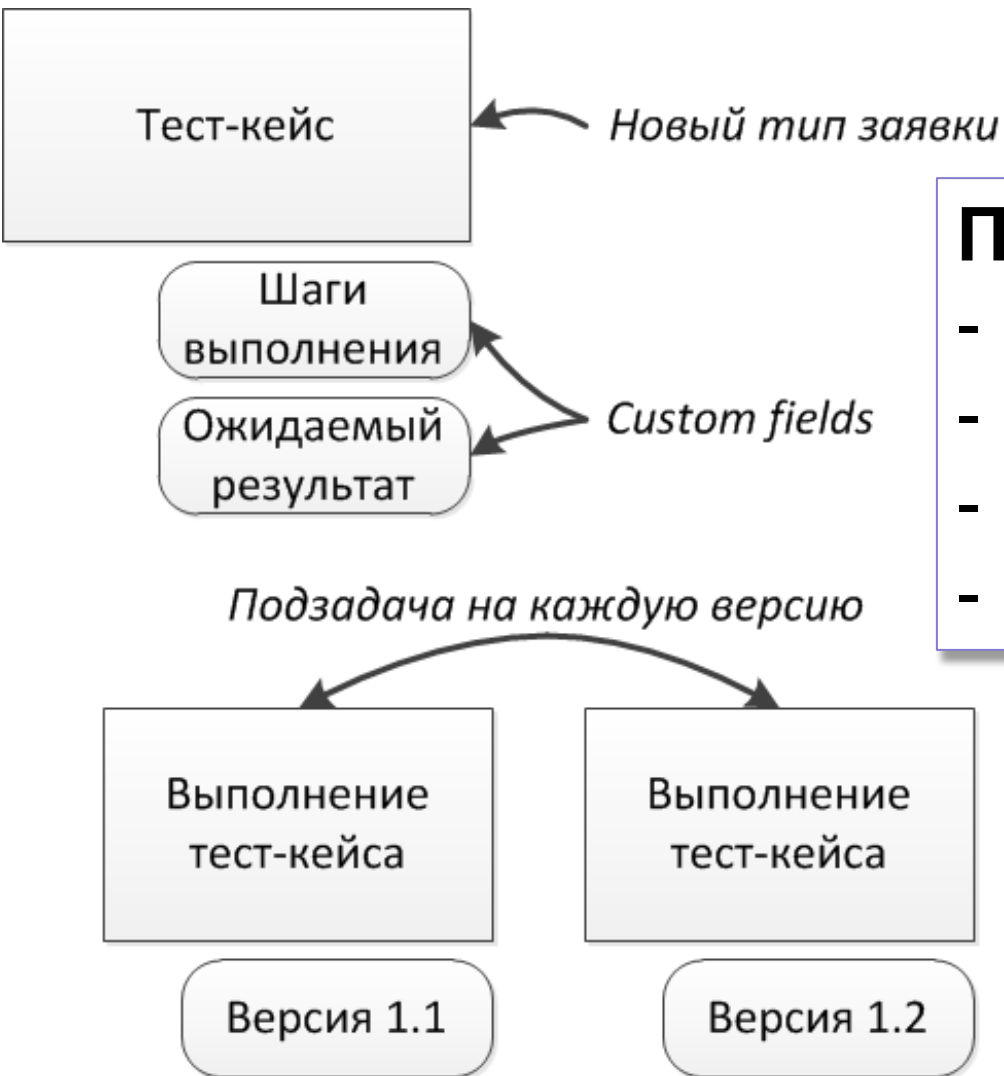 Тест-кейс
Новый тип заявки
Шаги
выполнения
Ожидаемый
результат
Custom fields
П
-
-
-
-
Подзадача на каждую версию
Выполнение
тест-кейса
Выполнение
тест-кейса
Версия 1.1
Версия 1.2